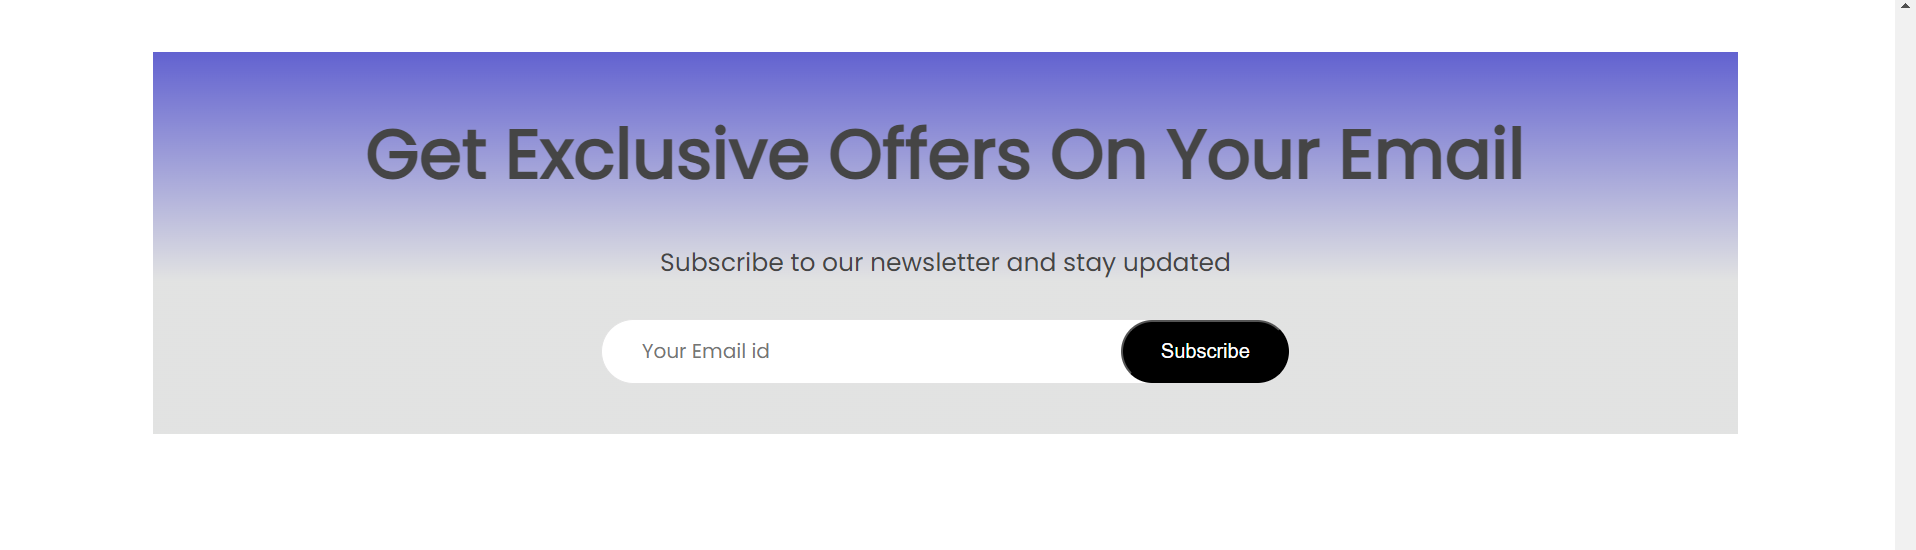 Get Exclusive Offers On Your Email
Subscribe to our newsletter and stay updated
Your Email id
Subscribe